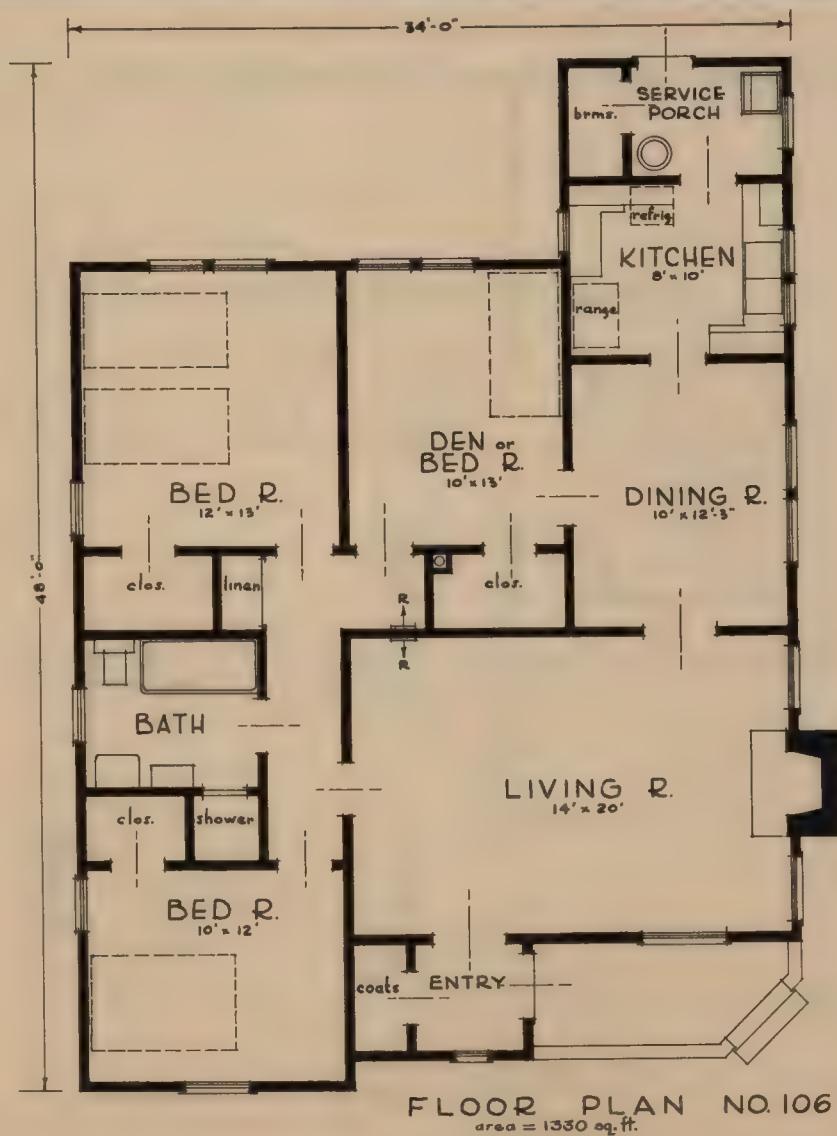 34'-0"
48'-0"
brms.
SERVICE
PORCH
refrig.
KITCHEN
8' x 10'
range
DEN or
BED R.
10' x 13'
BED R.
12' x 13'
DINING R.
10' x 12'-3"
clos.
linen
clos.
R
R
BATH
LIVING R.
14' x 20'
clos.
shower
BED R.
10' x 12'
coats
ENTRY
FLOOR PLAN NO. 106
area = 1330 sq. ft.